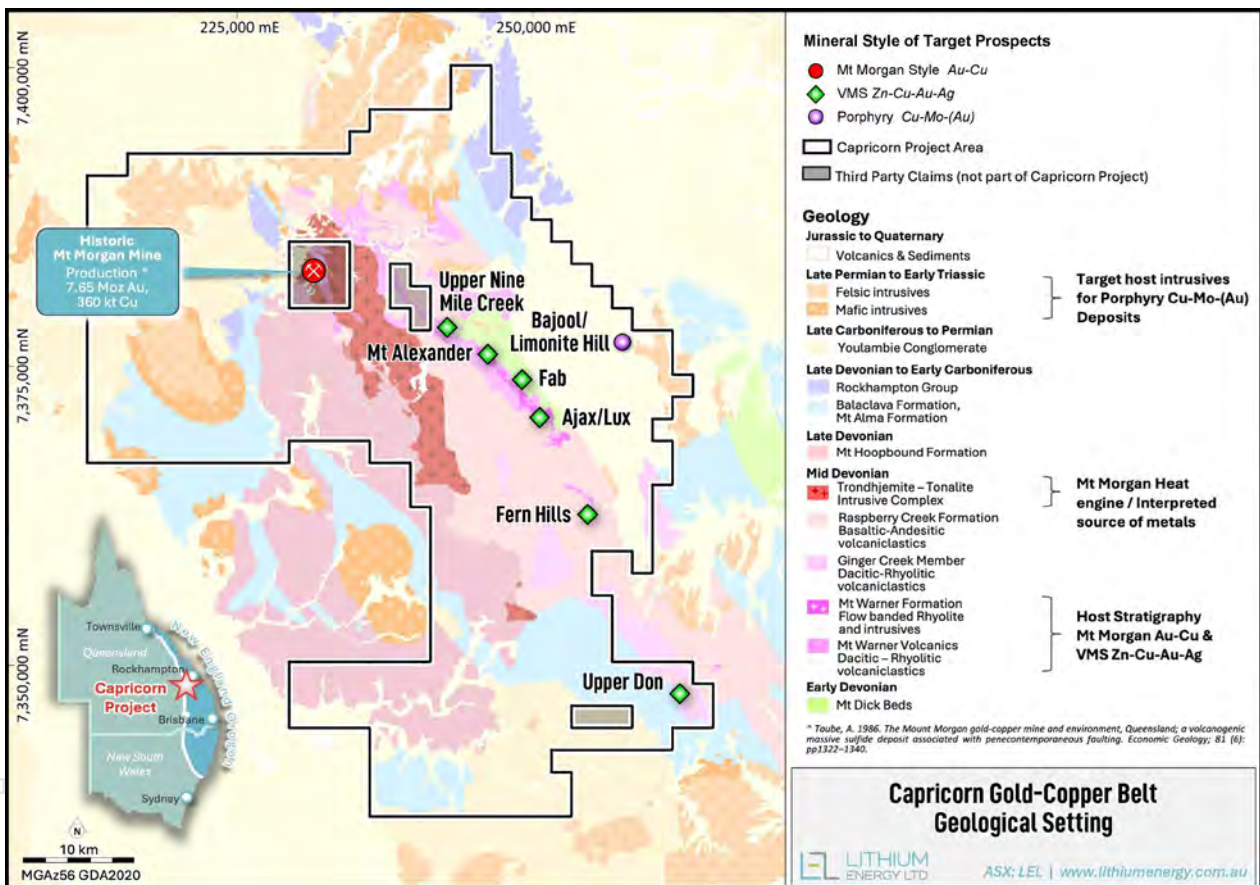 225,000 mE
250,000 mE
7,400,000 mN
7,375,000 mN
7,350,000 mN
Historic
Mt Morgan Mine
Production *
7.65 Moz Au,
360 kt Cu
Upper Nine
Mile Creek
Bajool/
Limonite Hill
Mt Alexander
Fab
Ajax/Lux
Fern Hills
Upper Don
Townsville
Queensland
Rockhampton
Capricorn
Project
Brisbane
New South
Wales
Sydney
New England Orogen
N
10 km
MGAz56 GDA2020
Mineral Style of Target Prospects
Mt Morgan Style Au-Cu
VMS Zn-Cu-Au-Ag
Porphyry Cu-Mo-(Au)
Capricorn Project Area
Third Party Claims (not part of Capricorn Project)
Geology
Jurassic to Quaternary
Volcanics & Sediments
Late Permian to Early Triassic
Felsic intrusives
Mafic intrusives
Target host intrusives
for Porphyry Cu-Mo-(Au)
Deposits
Late Carboniferous to Permian
Youlambie Conglomerate
Late Devonian to Early Carboniferous
Rockhampton Group
Balaclava Formation,
Mt Alma Formation
Late Devonian
Mt Hoopbound Formation
Mid Devonian
Trondhjemite – Tonalite
Intrusive Complex
Mt Morgan Heat
engine / Interpreted
source of metals
Raspberry Creek Formation
Basaltic-Andesitic
volcaniclastics
Ginger Creek Member
Dacitic-Rhyolitic
volcaniclastics
Mt Warner Formation
Flow banded Rhyolite
and intrusives
Mt Warner Volcanics
Dacitic – Rhyolitic
volcaniclastics
Host Stratigraphy
Mt Morgan Au-Cu &
VMS Zn-Cu-Au-Ag
Early Devonian
Mt Dick Beds
* Taube, A. 1986. The Mount Morgan gold-copper mine and environment, Queensland; a volcanogenic
massive sulfide deposit associated with penecontemporaneous faulting. Economic Geology; 81 (6):
pp1322–1340.
Capricorn Gold-Copper Belt
Geological Setting
LEL LITHIUM
ENERGY LTD
ASX: LEL | www.lithiumenergy.com.au